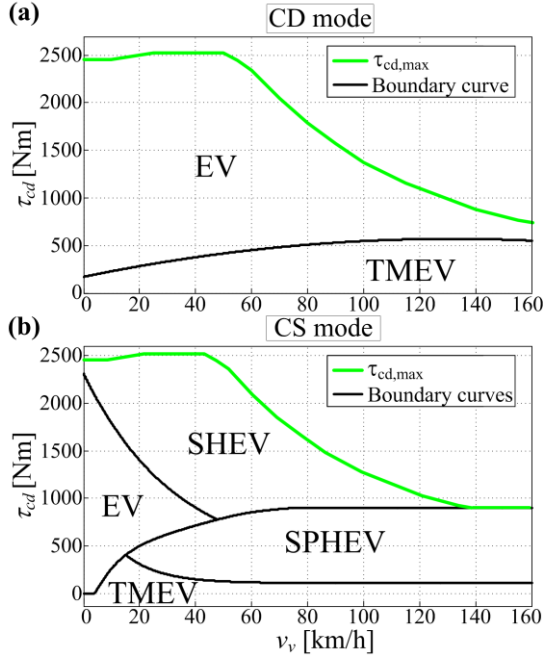 (a)
CD mode
2500
2000
1500
1000
500
0
τcd [Nm]
τcd,max
Boundary curve
EV
TMEV
0 20 40 60 80 100 120 140 160
(b)
CS mode
2500
2000
1500
1000
500
0
τcd [Nm]
τcd,max
Boundary curves
SHEV
EV
SPHEV
TMEV
0 20 40 60 80 100 120 140 160
vv [km/h]